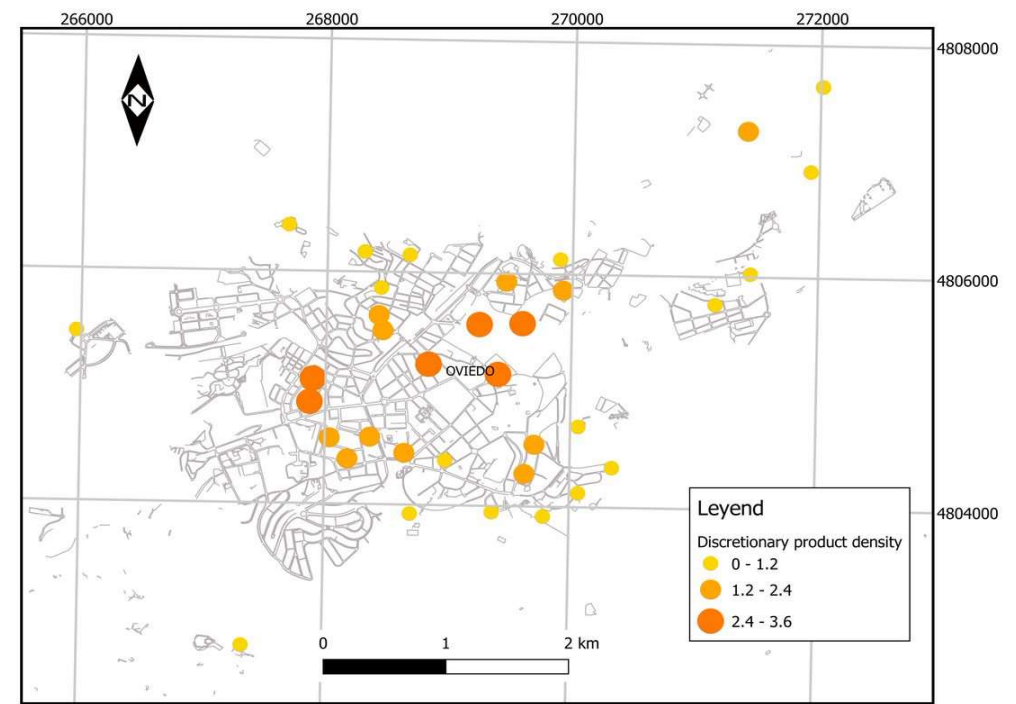 266000 268000 270000 272000
4808000
N
4806000
OVIEDO
4804000
Leyend
Discretionary product density
0 - 1.2
1.2 - 2.4
2.4 - 3.6
0 1 2 km